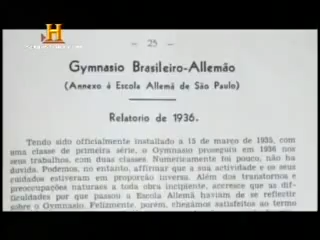 H
— 25 —
Gymnasio Brasileiro-Allemão
(Annexo á Escola Allemã de São Paulo)
Relatorio de 1936.
Tendo sido officialmente installado a 15 de março de 1935, com
uma classe de primeira série, o Gymnasio proseguiu em 1936 nos
seus trabalhos, com duas classes. Numericamente foi pouco, não ha
duvida. Podemos, no entanto, affirmar que a sua actividade e os seus
cuidados estiveram em proporção inversa. Além dos transtornos e
preoccupações naturaes a toda obra incipiente, accresce que as dif-
ficuldades por que passou a Escola Allemã haviam de se reflectir
sobre o Gymnasio. Felizmente, porem, chegámos satisfeitos ao termo